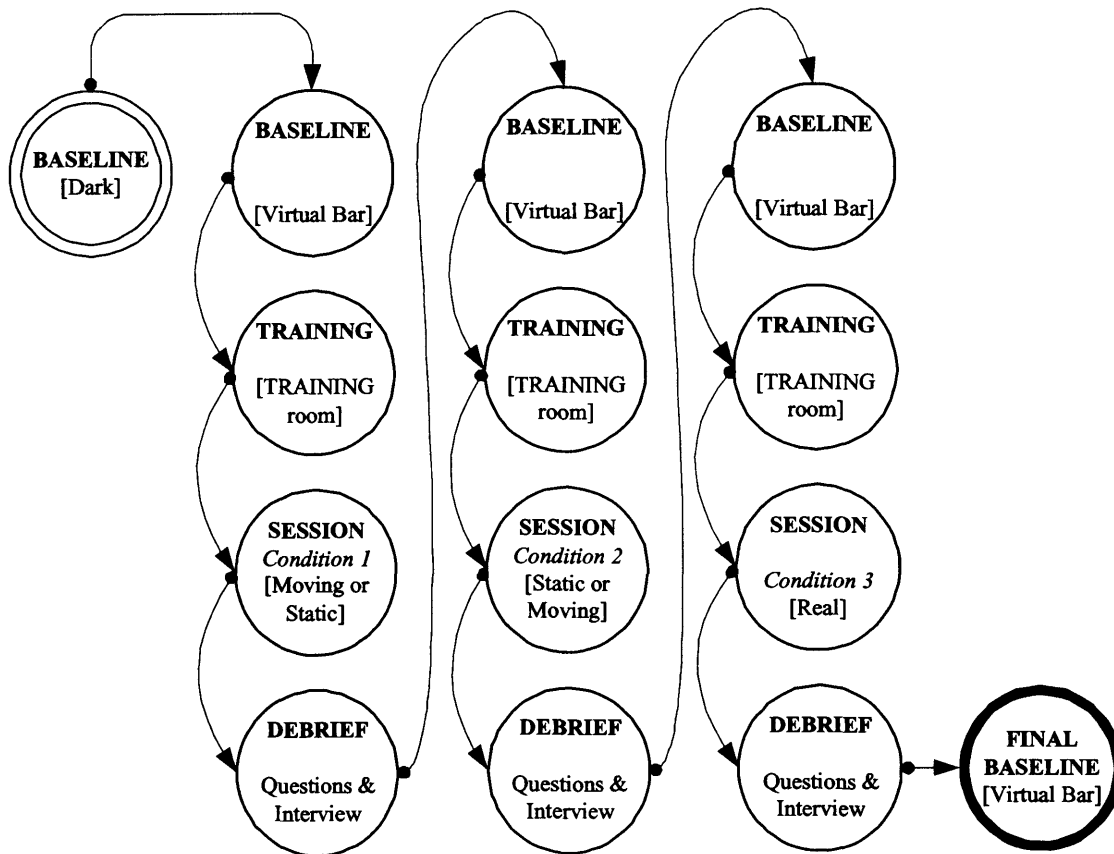 BASELINE
[Dark]
BASELINE
[Virtual Bar]
TRAINING
[TRAINING
room]
SESSION
Condition 1
[Moving or
Static]
DEBRIEF
Questions &
Interview
BASELINE
[Virtual Bar]
TRAINING
[TRAINING
room]
SESSION
Condition 2
[Static or
Moving]
DEBRIEF
Questions &
Interview
BASELINE
[Virtual Bar]
TRAINING
[TRAINING
room]
SESSION
Condition 3
[Real]
DEBRIEF
Questions &
Interview
FINAL
BASELINE
[Virtual Bar]